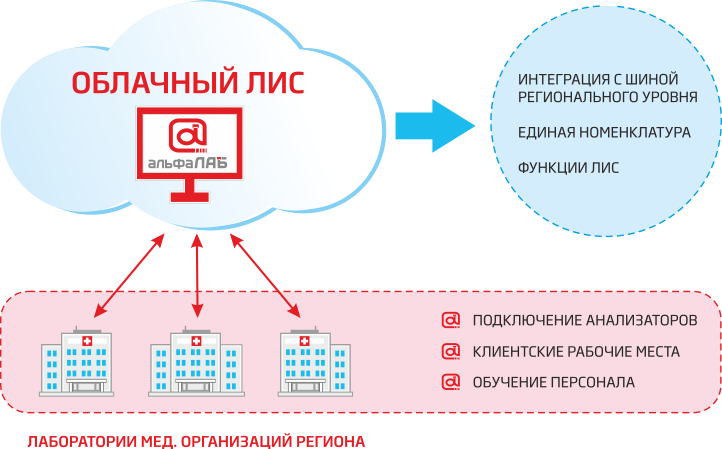 ОБЛАЧНЫЙ ЛИС
альфаЛАБ
ИНТЕГРАЦИЯ С ШИНОЙ
РЕГИОНАЛЬНОГО УРОВНЯ
ЕДИНАЯ НОМЕНКЛАТУРА
ФУНКЦИИ ЛИС
ПОДКЛЮЧЕНИЕ АНАЛИЗАТОРОВ
КЛИЕНТСКИЕ РАБОЧИЕ МЕСТА
ОБУЧЕНИЕ ПЕРСОНАЛА
ЛАБОРАТОРИИ МЕД. ОРГАНИЗАЦИЙ РЕГИОНА